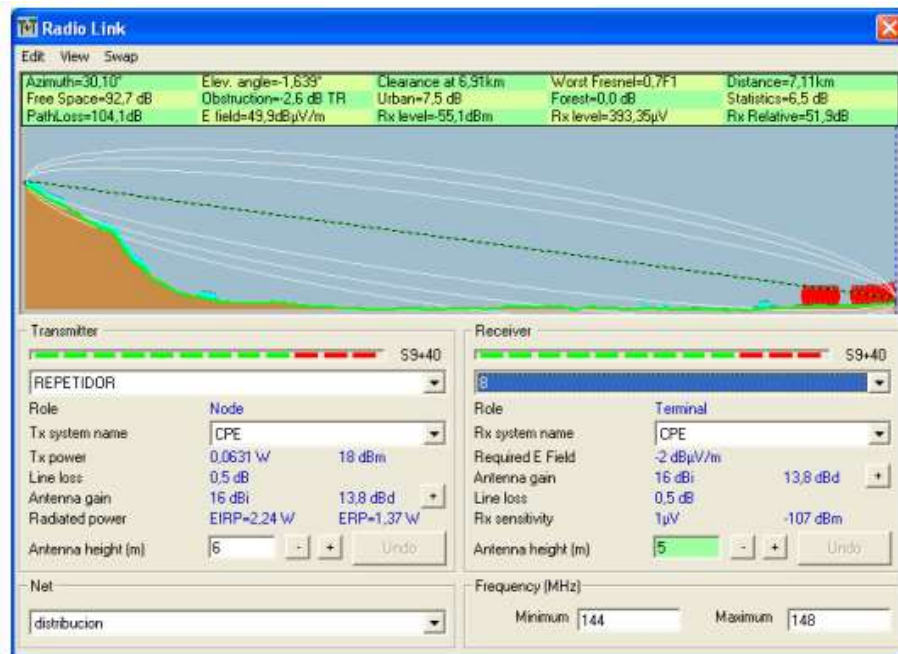 Radio Link
Edit View Swap
Azimuth=30,10° Elev. angle=-1,639° Clearance at 6,91km Worst Fresnel=0,7F1 Distance=7,11km
Free Space=92,7 dB Obstruction=-2,6 dB TR Urban=7,5 dB Forest=0,0 dB Statistics=6,5 dB
PathLoss=104,1dB E field=49,9dBµV/m Rx level=-55,1dBm Rx level=393,35µV Rx Relative=51,9dB
Transmitter
S9+40
REPETIDOR
Role Node
Tx system name CPE
Tx power 0,0631 W 18 dBm
Line loss 0,5 dB
Antenna gain 16 dBi 13,8 dBd +
Radiated power EIRP=2,24 W ERP=1,37 W
Antenna height (m) 6 - + Undo
Receiver
S9+40
8
Role Terminal
Rx system name CPE
Required E Field -2 dBµV/m
Antenna gain 16 dBi 13,8 dBd +
Line loss 0,5 dB
Rx sensitivity 1µV -107 dBm
Antenna height (m) 5 - + Undo
Net
distribucion
Frequency (MHz)
Minimum 144 Maximum 148